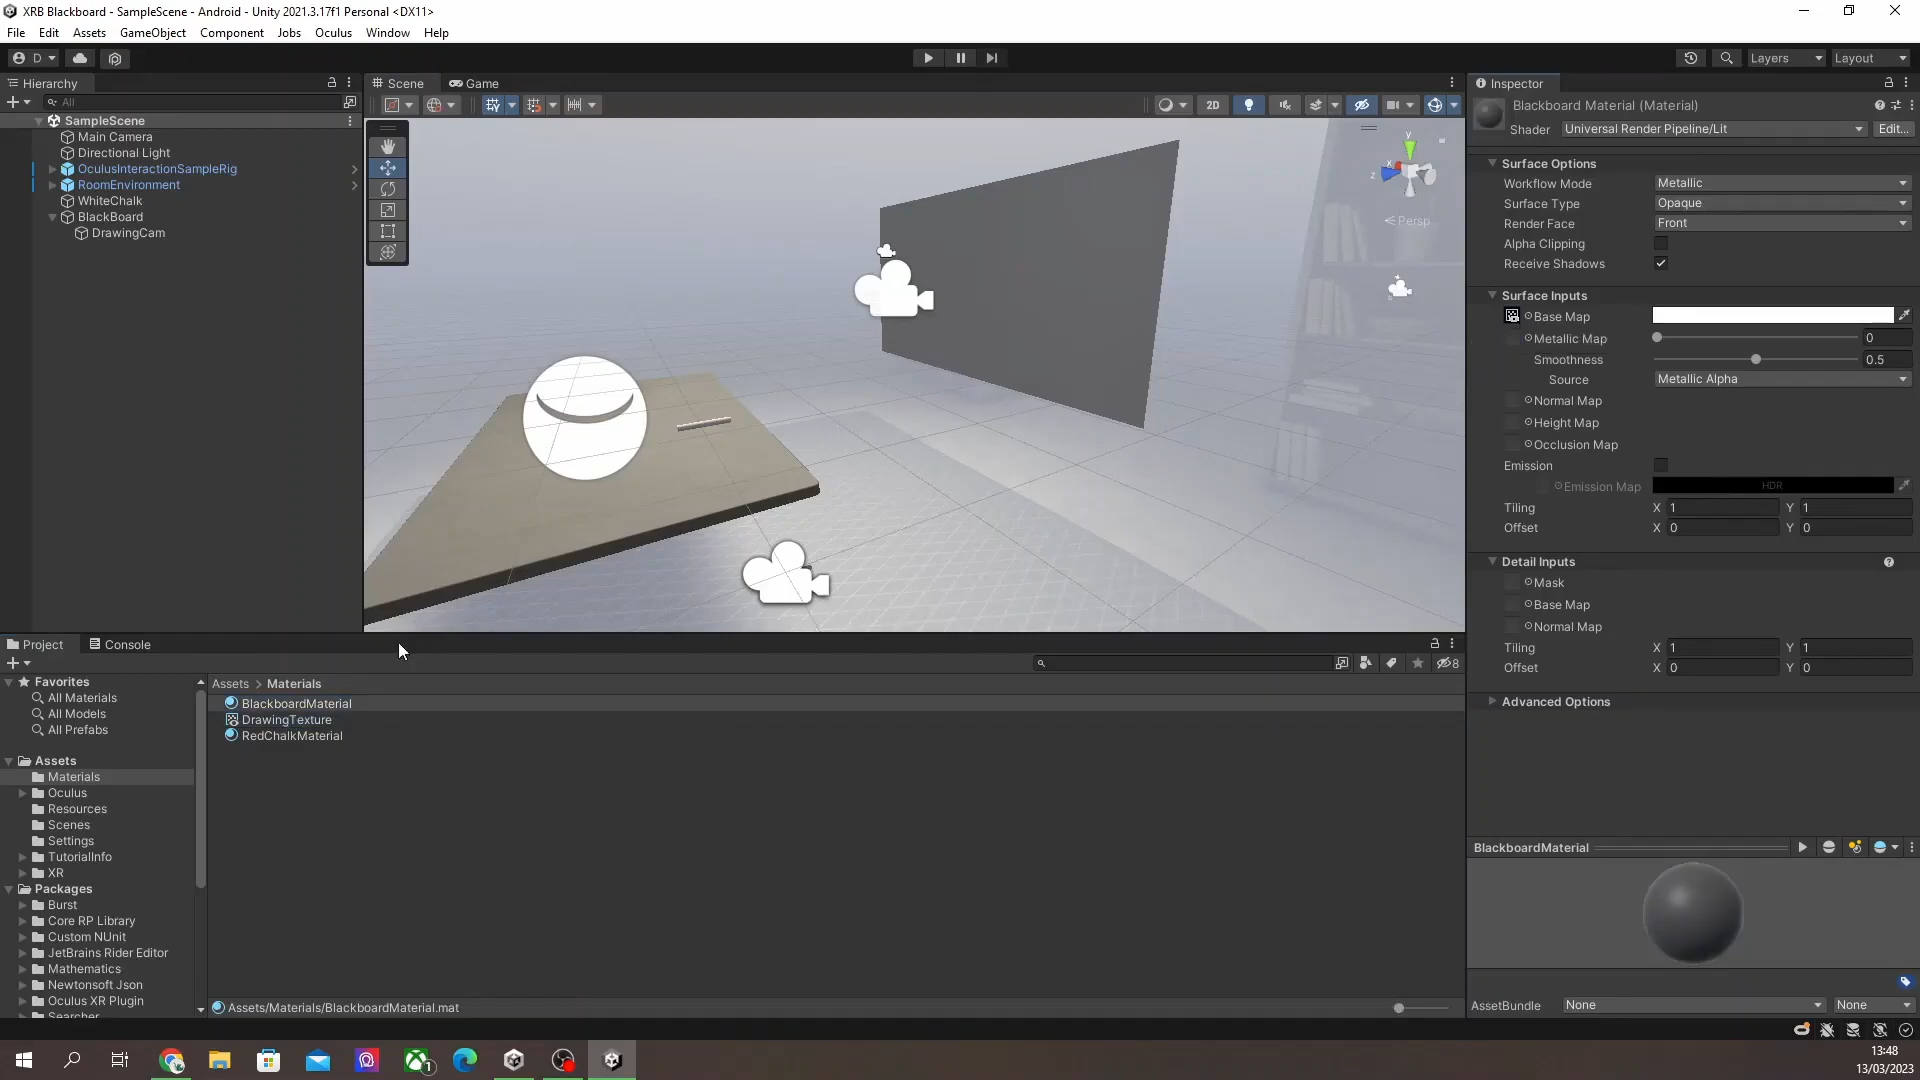 XRB Blackboard - SampleScene - Android - Unity 2021.3.17f1 Personal <DX11>
File Edit Assets GameObject Component Jobs Oculus Window Help
D Layers Layout
Hierarchy
All
SampleScene
Main Camera
Directional Light
OculusInteractionSampleRig
RoomEnvironment
WhiteChalk
BlackBoard
DrawingCam
Scene Game
2D
y
x
z
Persp
Inspector
Blackboard Material (Material)
Shader Universal Render Pipeline/Lit Edit...
Surface Options
Workflow Mode Metallic
Surface Type Opaque
Render Face Front
Alpha Clipping
Receive Shadows
Surface Inputs
Base Map
Metallic Map 0
Smoothness 0.5
Source Metallic Alpha
Normal Map
Height Map
Occlusion Map
Emission
Emission Map HDR
Tiling X 1 Y 1
Offset X 0 Y 0
Detail Inputs
Mask
Base Map
Normal Map
Tiling X 1 Y 1
Offset X 0 Y 0
Advanced Options
BlackboardMaterial
AssetBundle None None
Project Console
8
Favorites
All Materials
All Models
All Prefabs
Assets
Materials
Oculus
Resources
Scenes
Settings
TutorialInfo
XR
Packages
Burst
Core RP Library
Custom NUnit
JetBrains Rider Editor
Mathematics
Newtonsoft Json
Oculus XR Plugin
Searcher
Assets > Materials
BlackboardMaterial
DrawingTexture
RedChalkMaterial
Assets/Materials/BlackboardMaterial.mat
1
13:48
13/03/2023